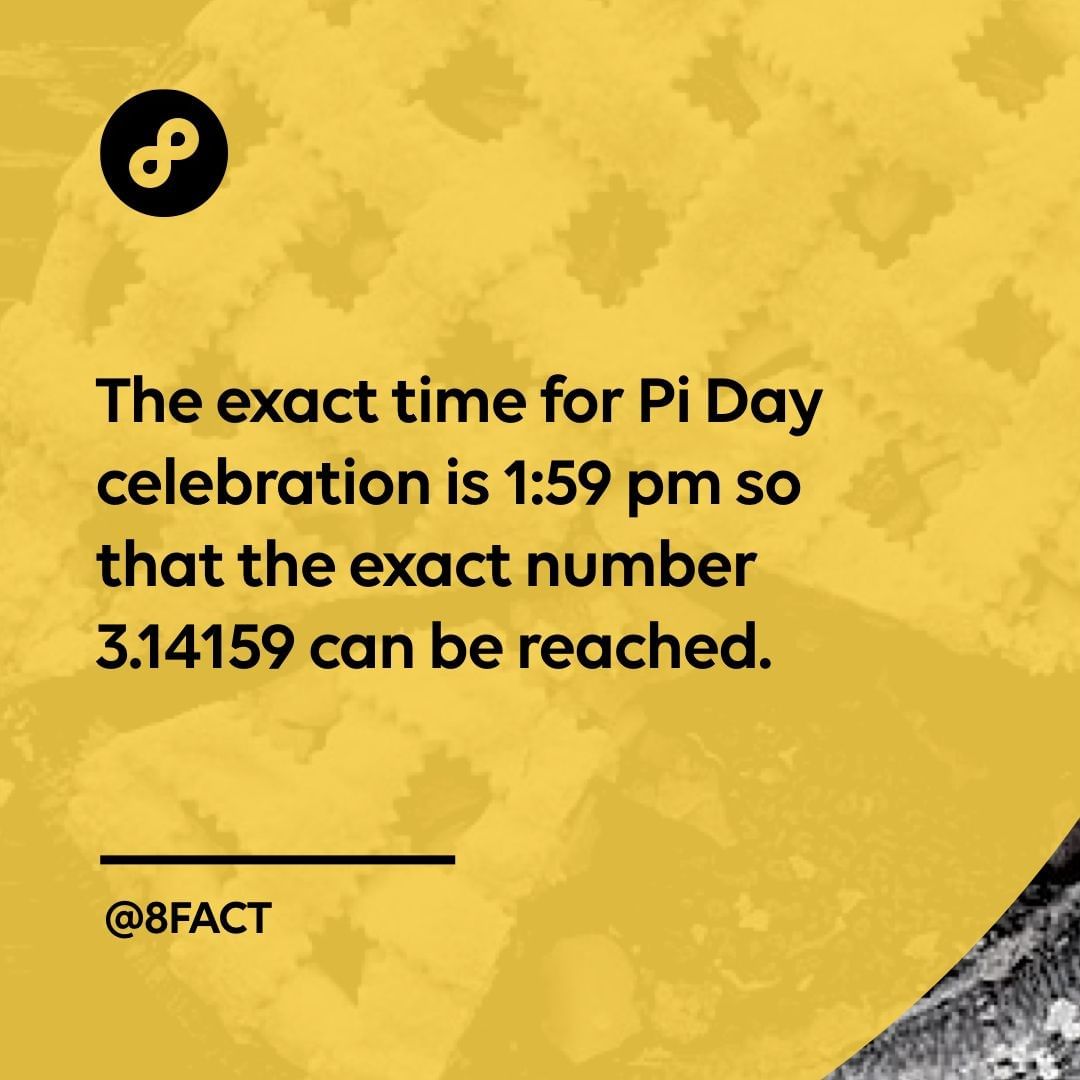 The exact time for Pi Day
celebration is 1:59 pm so
that the exact number
3.14159 can be reached.
@8FACT